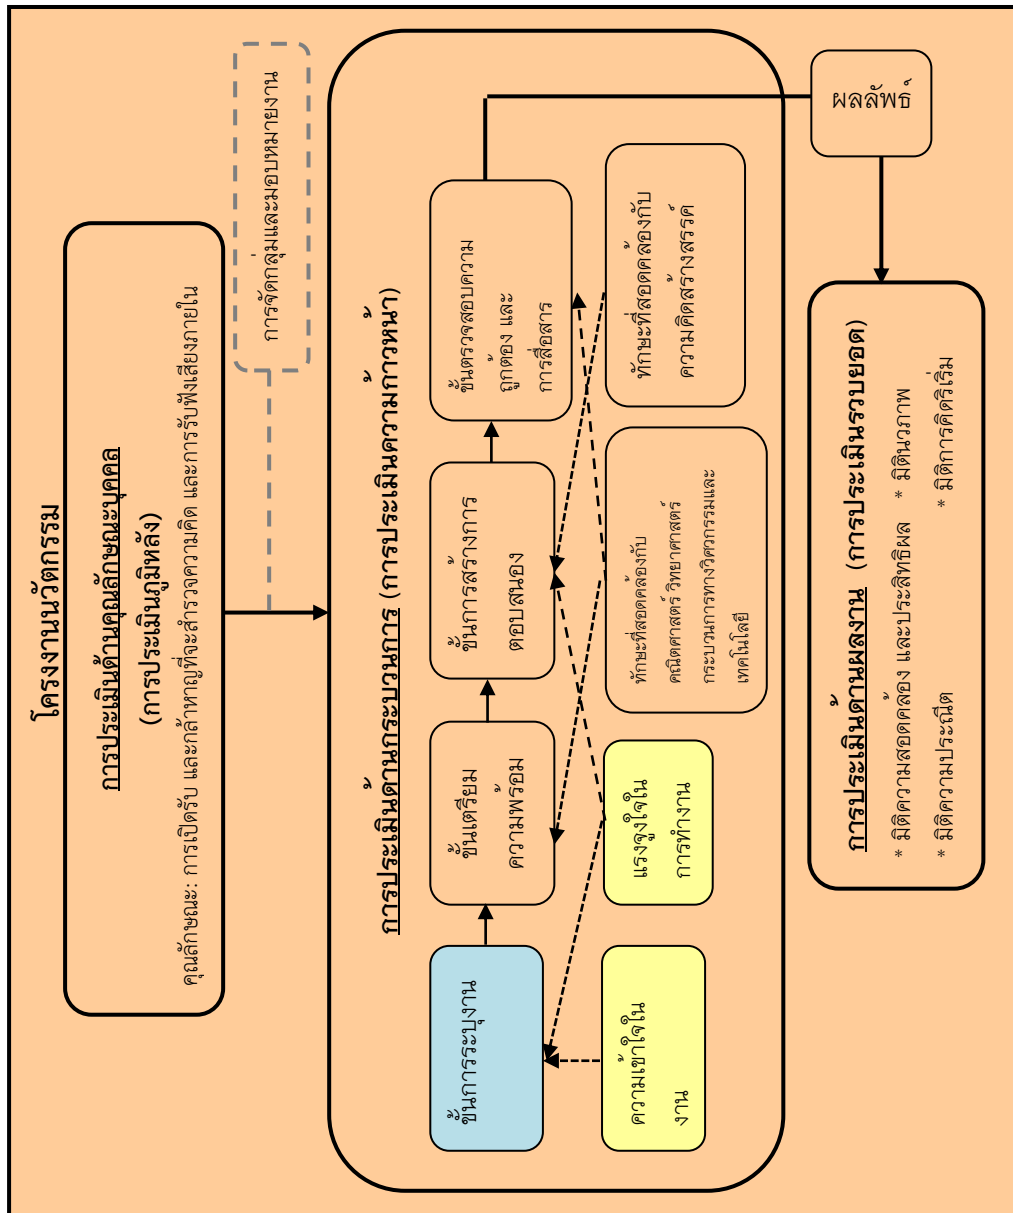 โครงงานนวัตกรรม
การประเมินด้านคุณลักษณะบุคคล
(การประเมินภูมิหลัง)
คุณลักษณะ: การเปิดรับ และกล้าหาญที่จะสำรวจความคิด และการรับฟังเสียงภายใน
การจัดกลุ่มและมอบหมายงาน
การประเมินด้านกระบวนการ (การประเมินความก้าวหน้า)
ขั้นการระบุงาน
ขั้นเตรียม
ความพร้อม
ขั้นการสร้างการ
ตอบสนอง
ขั้นตรวจสอบความ
ถูกต้อง และ
การสื่อสาร
ความเข้าใจใน
งาน
แรงจูงใจใน
การทำงาน
ทักษะที่สอดคล้องกับ
คณิตศาสตร์ วิทยาศาสตร์
กระบวนการทางวิศวกรรมและ
เทคโนโลยี
ทักษะที่สอดคล้องกับ
ความคิดสร้างสรรค์
ผลลัพธ์
การประเมินด้านผลงาน (การประเมินรวบยอด)
* มิติความสอดคล้อง และประสิทธิผล * มิตินวภาพ
* มิติความประณีต * มิติการคิดริเริ่ม